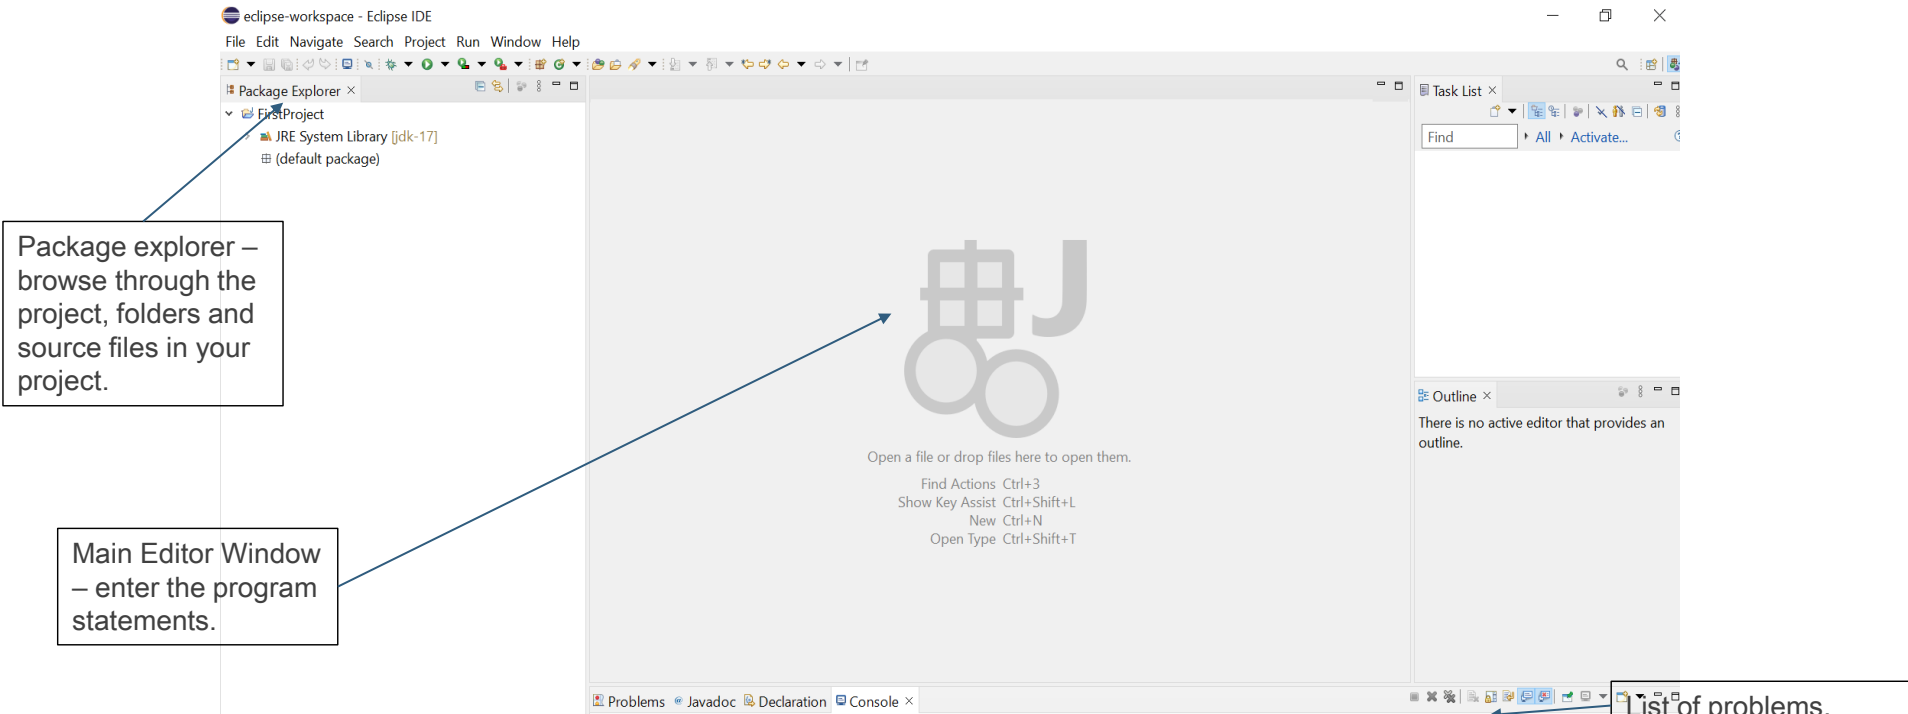 eclipse-workspace - Eclipse IDE
File Edit Navigate Search Project Run Window Help
Package Explorer
FirstProject
JRE System Library [jdk-17]
(default package)
Package explorer –
browse through the
project, folders and
source files in your
project.
Main Editor Window
– enter the program
statements.
Open a file or drop files here to open them.
Find Actions Ctrl+3
Show Key Assist Ctrl+Shift+L
New Ctrl+N
Open Type Ctrl+Shift+T
Task List
Find All Activate...
Outline
There is no active editor that provides an
outline.
Problems @ Javadoc Declaration Console
List of problems,